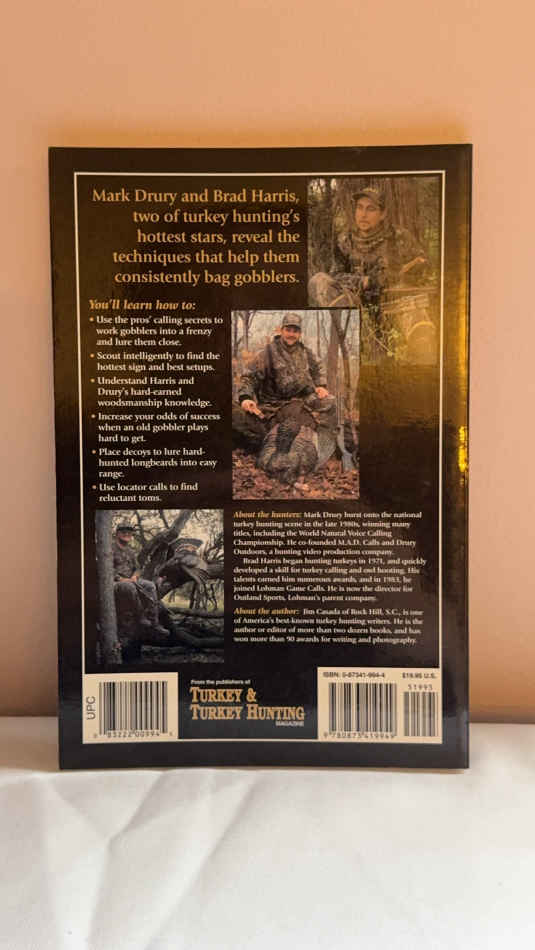 Mark Drury and Brad Harris,
two of turkey hunting's
hottest stars, reveal the
techniques that help them
consistently bag gobblers.
You'll learn how to:
• Use the pros' calling secrets to
work gobblers into a frenzy
and lure them close.
• Scout intelligently to find the
hottest sign and best setups.
• Understand Harris and
Drury's hard-earned
woodsmanship knowledge.
• Increase your odds of success
when an old gobbler plays
hard to get.
• Place decoys to lure hard-
hunted longbeards into easy
range.
• Use locator calls to find
reluctant toms.
About the hunters: Mark Drury burst onto the national
turkey hunting scene in the late 1980s, winning many
titles, including the World Natural Voice Calling
Championship. He co-founded M.A.D. Calls and Drury
Outdoors, a hunting video production company.
Brad Harris began hunting turkeys in 1971, and quickly
developed a skill for turkey calling and owl hooting. His
talents earned him numerous awards, and in 1983, he
joined Lohman Game Calls. He is now the director for
Outland Sports, Lohman's parent company.
About the author: Jim Casada of Rock Hill, S.C., is one
of America's best-known turkey hunting writers. He is the
author or editor of more than two dozen books, and has
won more than 90 awards for writing and photography.
UPC
0 33222 00994
From the publishers of
TURKEY &
TURKEY HUNTING
MAGAZINE
ISBN: 0-87341-994-4 $19.95 U.S.
51995
9 780873 419949